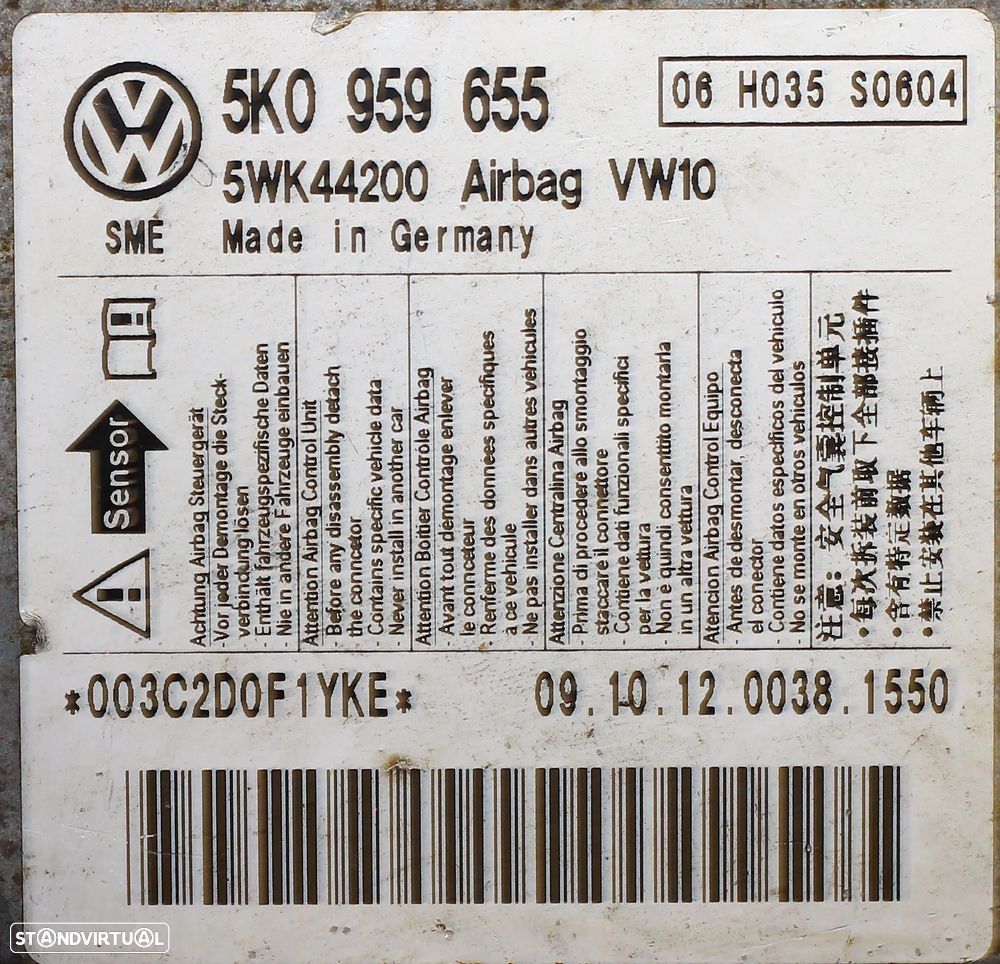 5K0 959 655
06 H035 S0604
5WK44200 Airbag VW10
SME Made in Germany
Sensor
Achtung Airbag Steuergerät
-Vor jeder Demontage die Steck-
verbindung lösen
-Enthält fahrzeugspezifische Daten
Nie in andere Fahrzeuge einbauen
Attention Airbag Control Unit
-Before any disassembly detach
the connector
-Contains specific vehicle data
-Never install in another car
Attention Boitier Contrôle Airbag
-Avant tout demontage enlever
le connceteur
-Renferme des donnees specifiques
a ce vehicule
-Ne pas installer dans autres vehicules
Attenzione Centralina Airbag
-Prima di procedere allo smontaggio
staccare il connettore
-Contiene dati funzionali specifici
per la vettura
-Non è quindi consentitto montarla
in un altra vettura
Atencion Airbag Control Equipo
-Antes de desmontar desconecta
el conector
-Contiene datos especificos del vehiculo
No se monte en otros vehiculos
注意: 安全气囊控制单元
•每次拆装前取下全部接插件
•含有特定数据
•禁止安装在其他车辆上
*003C2D0F1YKE*
09.10.12.0038.1550
STANDVIRTUAL